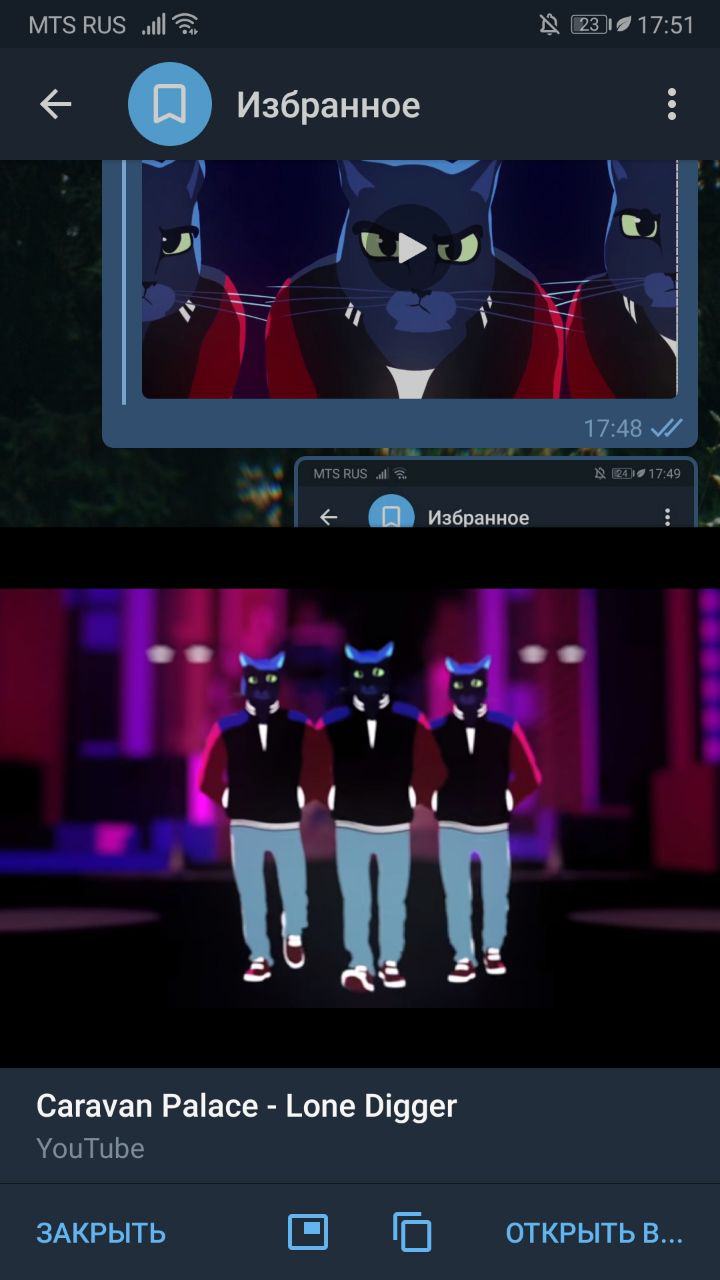 MTS RUS 23 17:51
Избранное
17:48
MTS RUS 24 17:49
Избранное
Caravan Palace - Lone Digger
YouTube
ЗАКРЫТЬ ОТКРЫТЬ В...